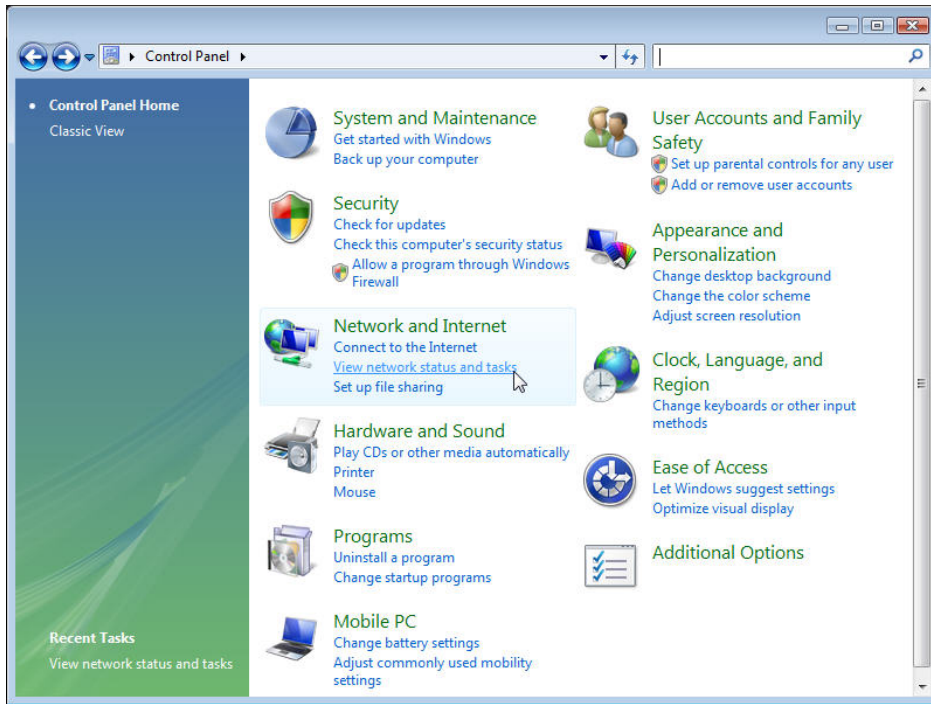 Control Panel
Control Panel Home
Classic View
System and Maintenance
Get started with Windows
Back up your computer
Security
Check for updates
Check this computer's security status
Allow a program through Windows
Firewall
Network and Internet
Connect to the Internet
View network status and tasks
Set up file sharing
Hardware and Sound
Play CDs or other media automatically
Printer
Mouse
Programs
Uninstall a program
Change startup programs
Mobile PC
Change battery settings
Adjust commonly used mobility
settings
User Accounts and Family
Safety
Set up parental controls for any user
Add or remove user accounts
Appearance and
Personalization
Change desktop background
Change the color scheme
Adjust screen resolution
Clock, Language, and
Region
Change keyboards or other input
methods
Ease of Access
Let Windows suggest settings
Optimize visual display
Additional Options
Recent Tasks
View network status and tasks